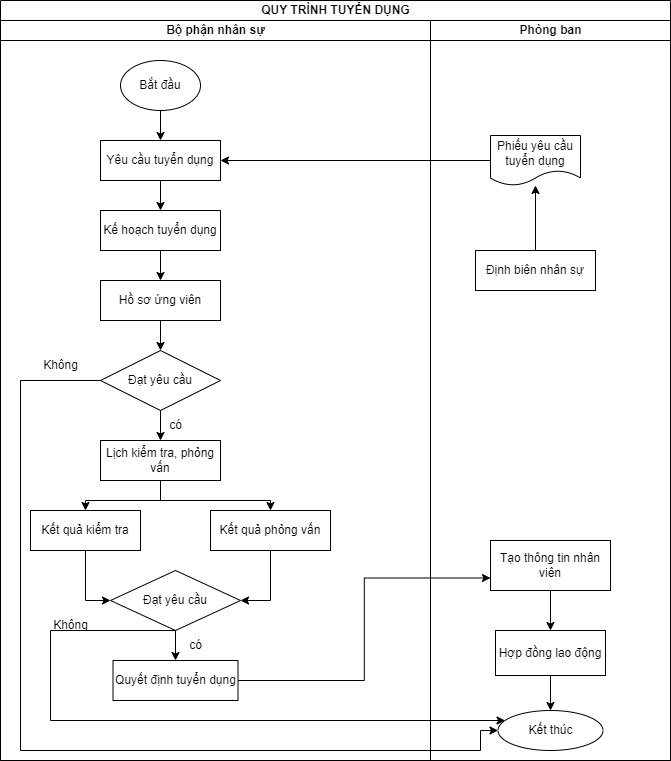 QUY TRÌNH TUYỂN DỤNG
Bộ phận nhân sự
Phòng ban
Bắt đầu
Yêu cầu tuyển dụng
Phiếu yêu cầu
tuyển dụng
Kế hoạch tuyển dụng
Định biên nhân sự
Hồ sơ ứng viên
Không
Đạt yêu cầu
có
Lịch kiểm tra, phỏng
vấn
Kết quả kiểm tra
Kết quả phỏng vấn
Tạo thông tin nhân
viên
Đạt yêu cầu
Không
có
Hợp đồng lao động
Quyết định tuyển dụng
Kết thúc